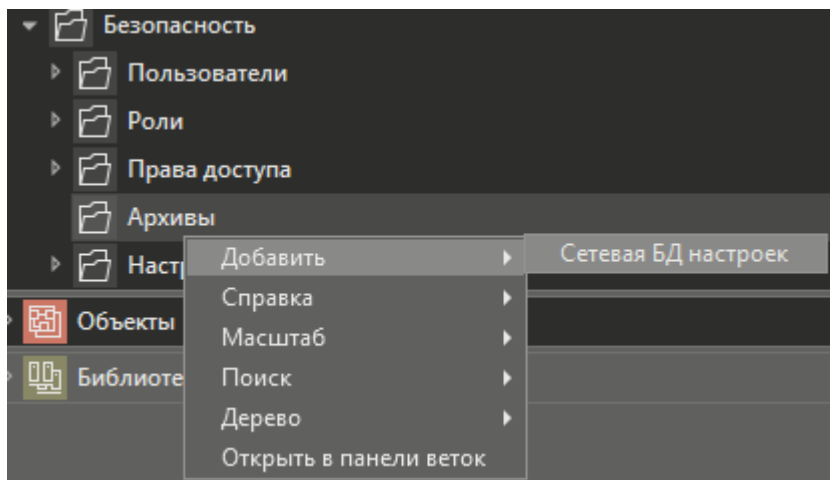 Безопасность
Пользователи
Роли
Права доступа
Архивы
Добавить
Сетевая БД настроек
Справка
Масштаб
Поиск
Дерево
Открыть в панели веток
Объекты